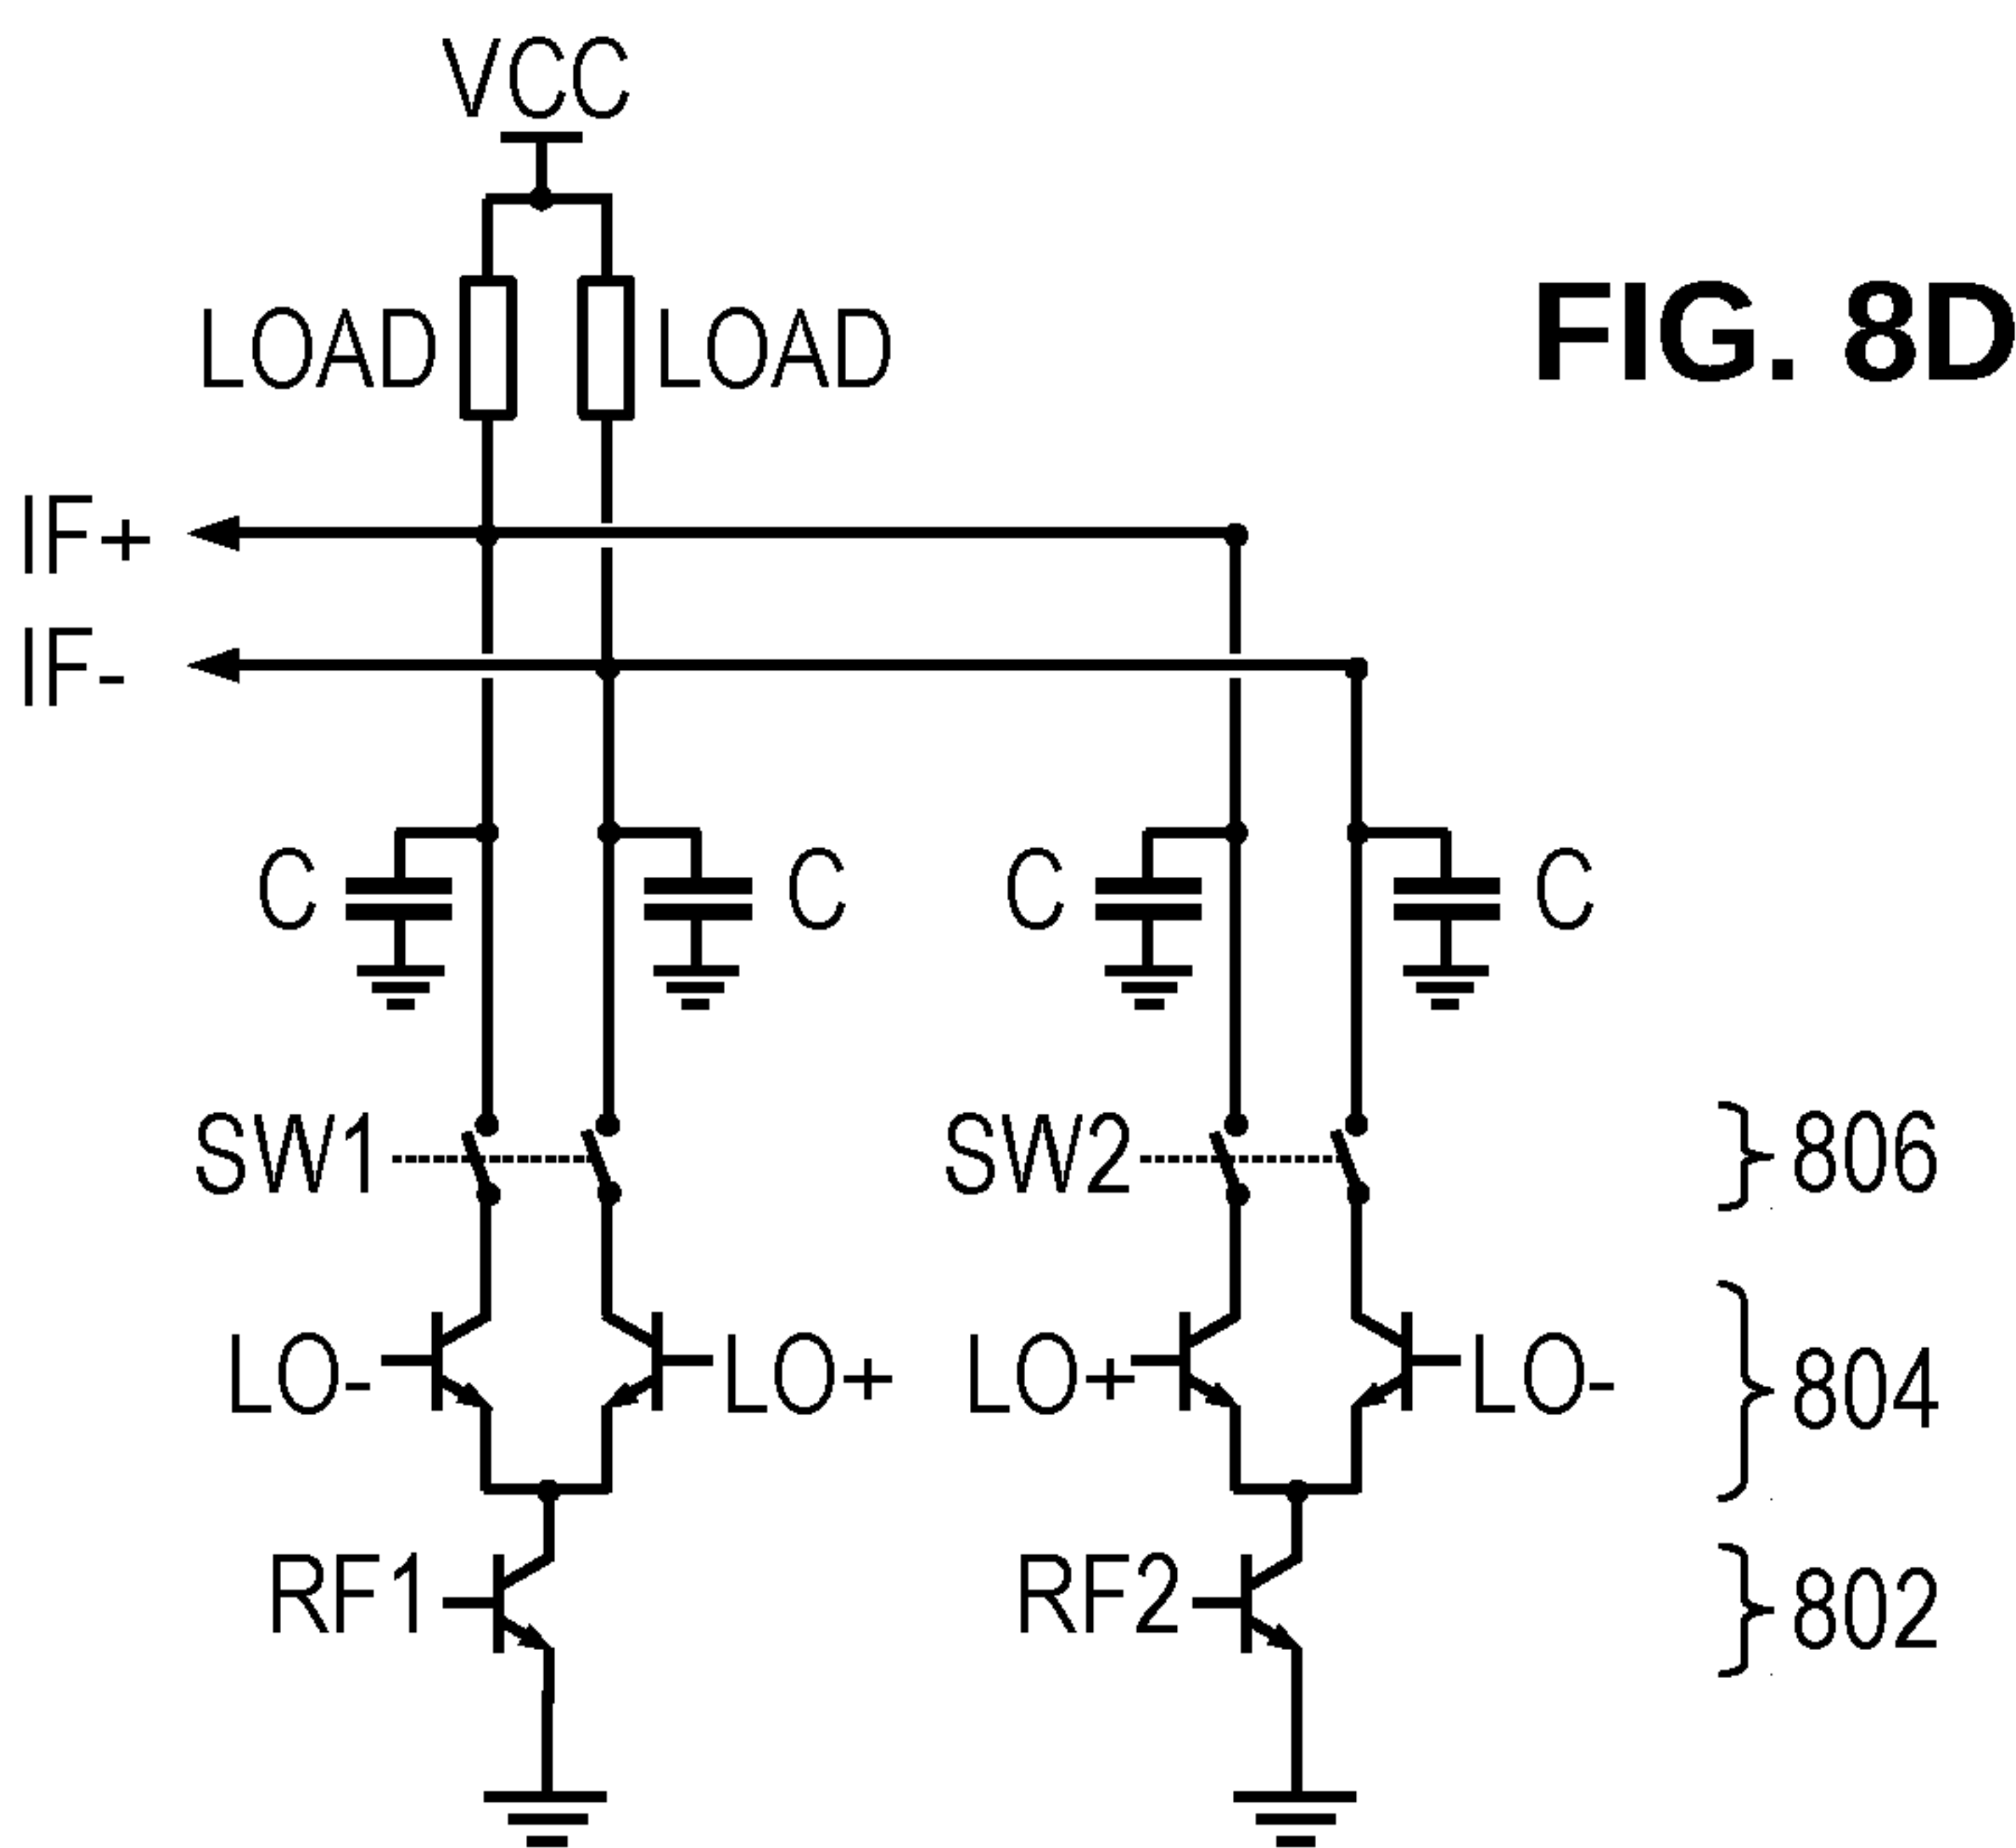 VCC
FIG. 8D
LOAD LOAD
IF+
IF-
C C C C
SW1 SW2 806
LO- LO+ LO+ LO- 804
RF1 RF2 802